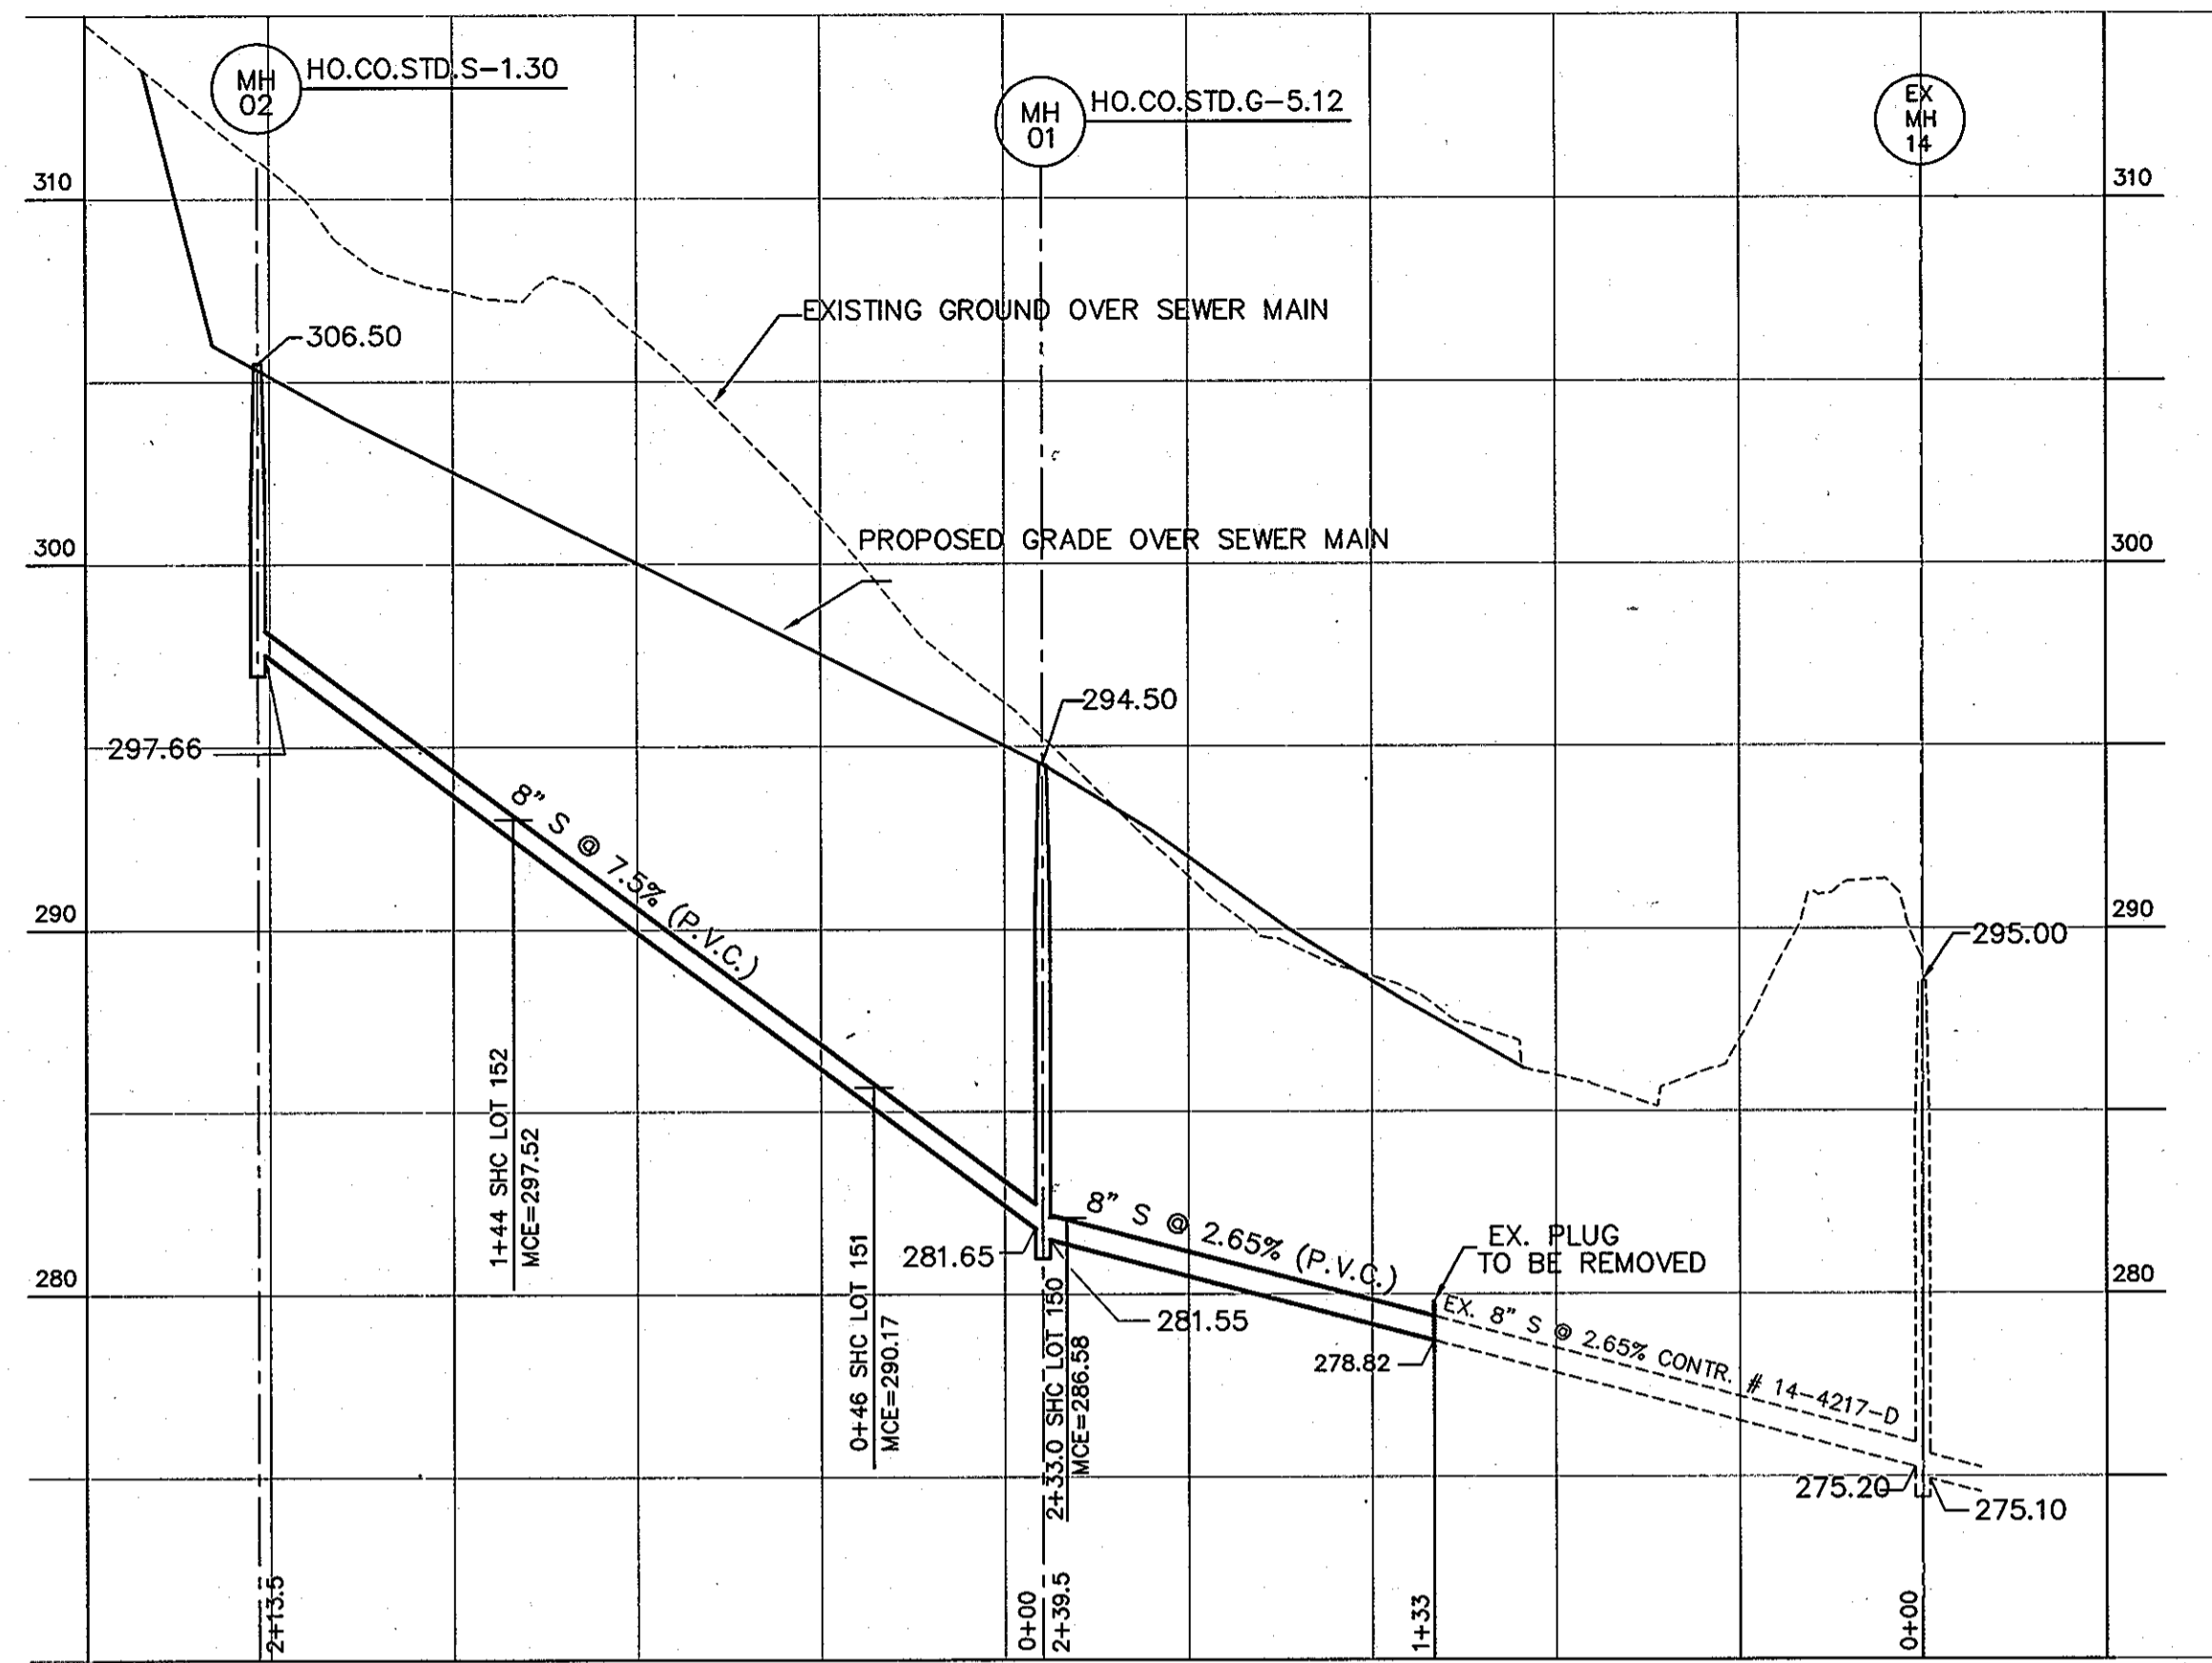 MH
02
HO.CO.STD.S-1.30
MH
01
HO.CO.STD.G-5.12
EX
MH
14
310
310
EXISTING GROUND OVER SEWER MAIN
306.50
PROPOSED GRADE OVER SEWER MAIN
300
300
294.50
297.66
8" S @ 7.5% (P.V.C.)
290
290
295.00
1+44 SHC LOT 152
MCE=297.52
0+46 SHC LOT 151
MCE=290.17
281.65
2+33.0 SHC LOT 150
MCE=286.58
8" S @ 2.65% (P.V.C.)
281.55
EX. PLUG
TO BE REMOVED
280
280
278.82
EX. 8" S @ 2.65% CONTR. # 14-4217-D
275.20
275.10
2+13.5
0+00
2+39.5
1+33
0+00